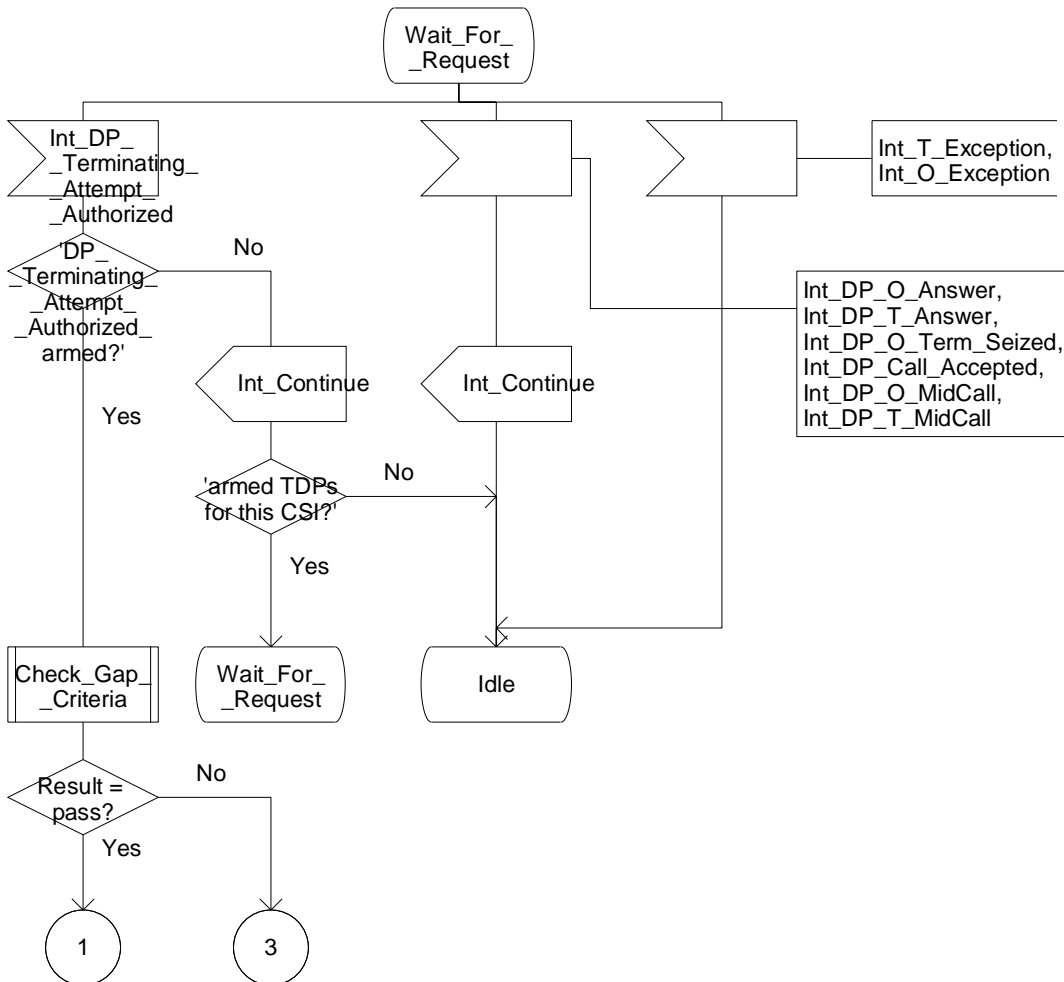 Wait_For_
_Request
Int_DP_
_Terminating_
_Attempt_
_Authorized
Int_T_Exception,
Int_O_Exception
'DP_
_Terminating_
_Attempt_
_Authorized_
armed?'
No
Yes
Int_DP_O_Answer,
Int_DP_T_Answer,
Int_DP_O_Term_Seized,
Int_DP_Call_Accepted,
Int_DP_O_MidCall,
Int_DP_T_MidCall
Int_Continue
Int_Continue
'armed TDPs
for this CSI?'
No
Yes
Check_Gap_
_Criteria
Wait_For_
_Request
Idle
Result =
pass?
No
Yes
1
3